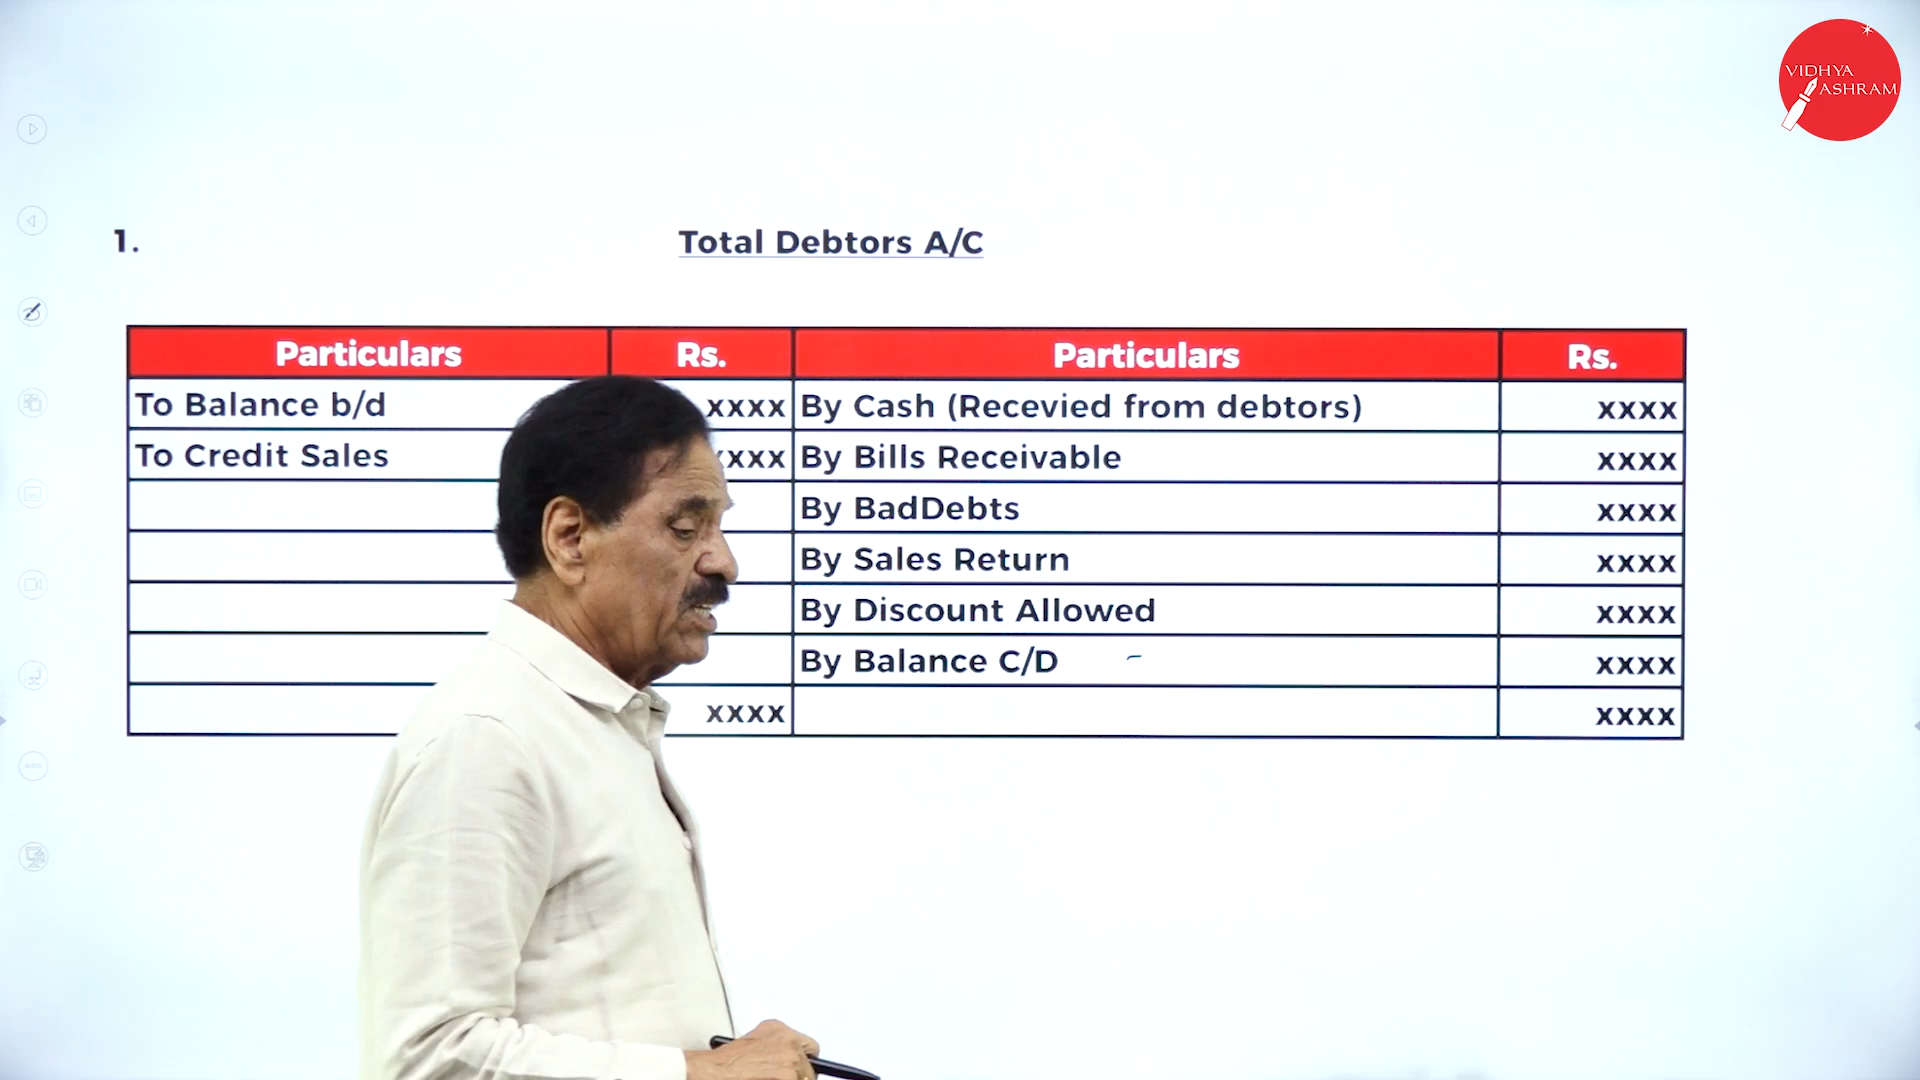 VIDHYA
ASHRAM
1. Total Debtors A/C
Particulars Rs. Particulars Rs.
To Balance b/d xxxx By Cash (Recevied from debtors) xxxx
To Credit Sales xxxx By Bills Receivable xxxx
By BadDebts xxxx
By Sales Return xxxx
By Discount Allowed xxxx
By Balance C/D xxxx
xxxx xxxx